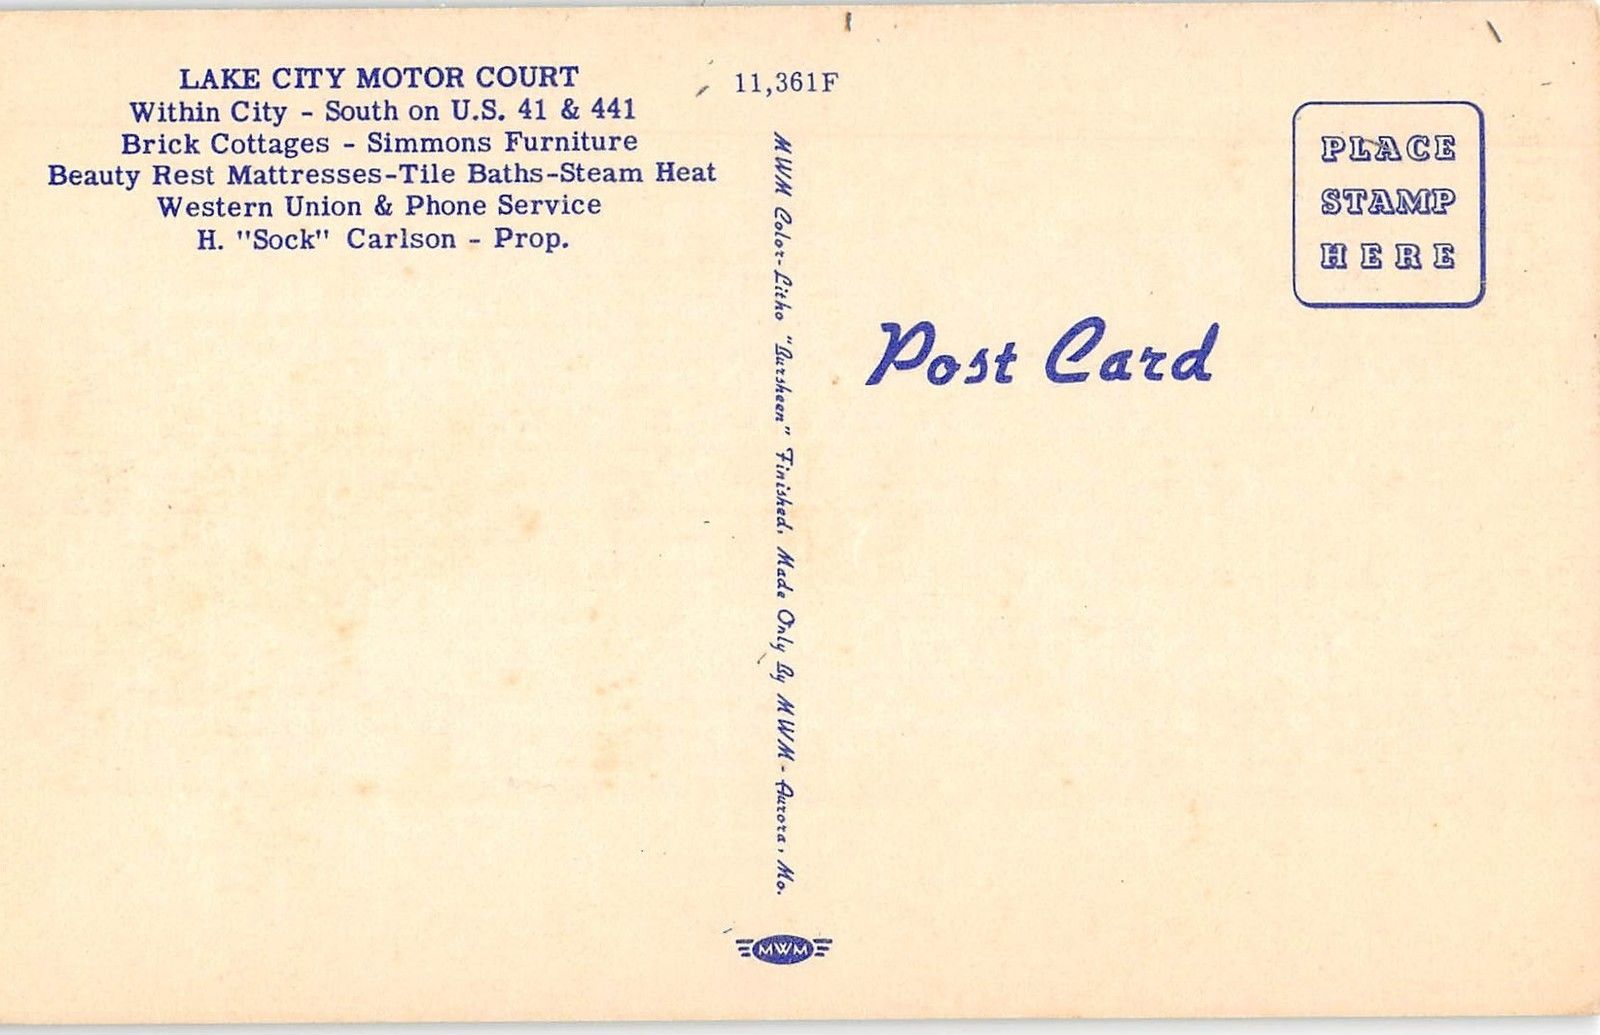 LAKE CITY MOTOR COURT
Within City - South on U.S. 41 & 441
Brick Cottages - Simmons Furniture
Beauty Rest Mattresses-Tile Baths-Steam Heat
Western Union & Phone Service
H. "Sock" Carlson - Prop.
11,361F
MWM Color-Litho "Bursheen" Finished. Made Only By MWM - Aurora, Mo.
MWM
PLACE
STAMP
HERE
Post Card